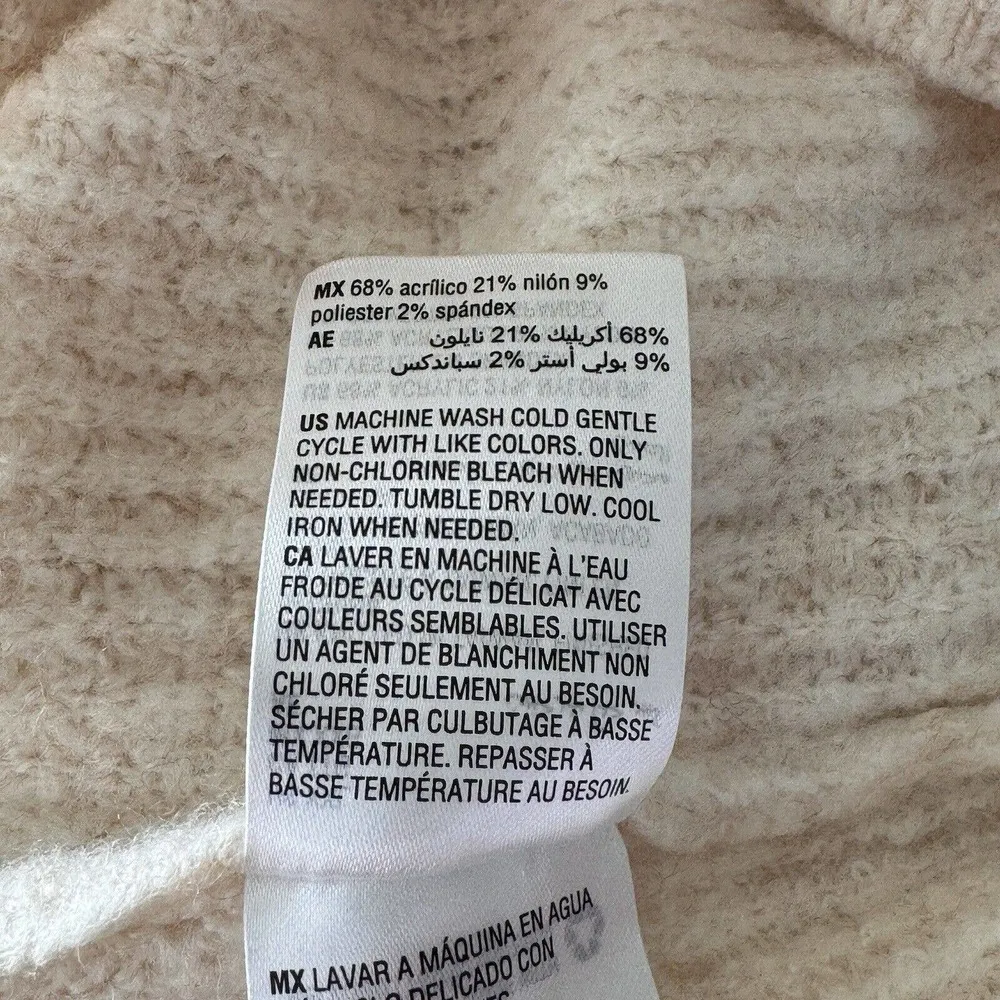 MX 68% acrílico 21% nilón 9%
poliester 2% spándex
AE 68% أكريليك 21% نايلون
9% بولي أستر 2% سباندكس
US MACHINE WASH COLD GENTLE
CYCLE WITH LIKE COLORS. ONLY
NON-CHLORINE BLEACH WHEN
NEEDED. TUMBLE DRY LOW. COOL
IRON WHEN NEEDED.
CA LAVER EN MACHINE À L'EAU
FROIDE AU CYCLE DÉLICAT AVEC
COULEURS SEMBLABLES. UTILISER
UN AGENT DE BLANCHIMENT NON
CHLORÉ SEULEMENT AU BESOIN.
SÉCHER PAR CULBUTAGE À BASSE
TEMPÉRATURE. REPASSER À
BASSE TEMPÉRATURE AU BESOIN.
MX LAVAR A MÁQUINA EN AGUA
DELICADO CON